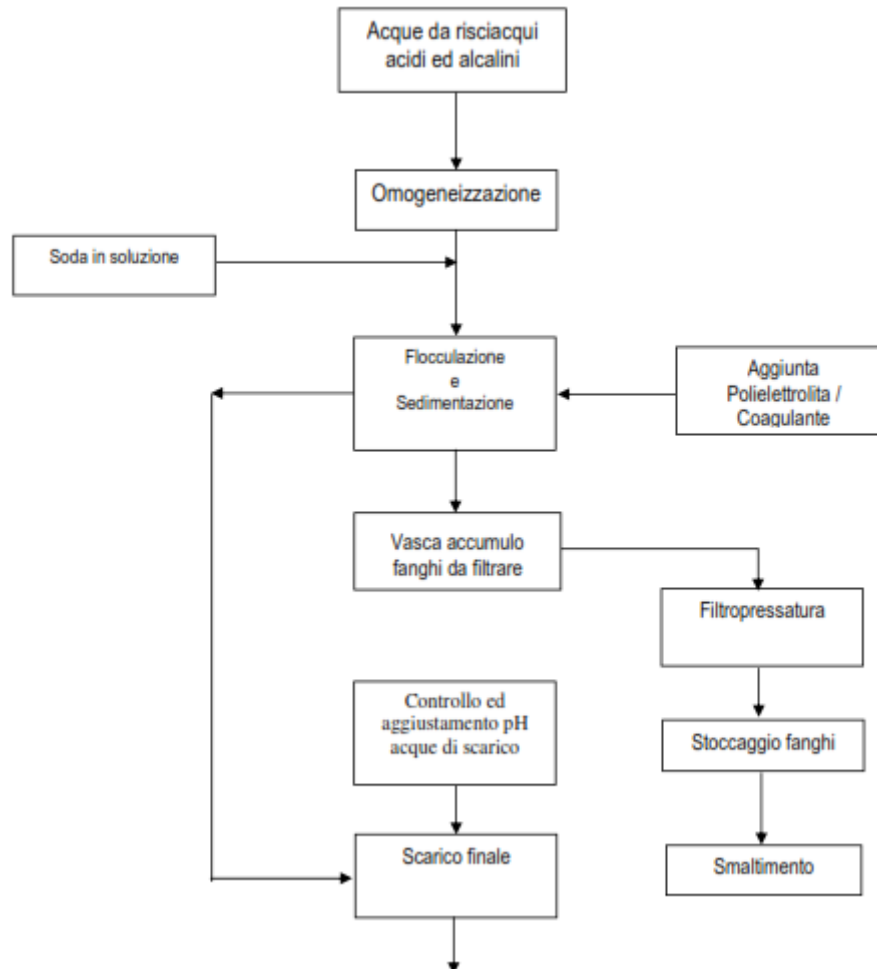 Acque da risciacqui
acidi ed alcalini
Omogeneizzazione
Soda in soluzione
Flocculazione
e
Sedimentazione
Aggiunta
Polielettrolita /
Coagulante
Vasca accumulo
fanghi da filtrare
Filtropressatura
Controllo ed
aggiustamento pH
acque di scarico
Stoccaggio fanghi
Scarico finale
Smaltimento